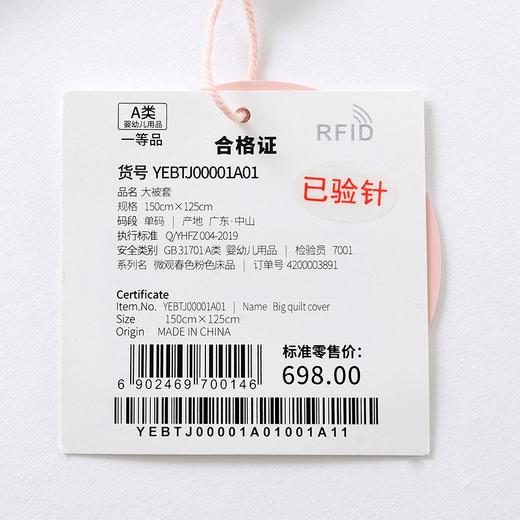 A类
婴幼儿用品
一等品
合格证
RFID
货号 YEBTJ00001A01
已验针
品名 大被套
规格 150cm×125cm
码段 单码 | 产地 广东·中山
执行标准 Q/YHFZ 004-2019
安全类别 GB 31701 A类 婴幼儿用品 | 检验员 7001
系列名 微观春色粉色床品 | 订单号 4200003891
Certificate
Item.No. YEBTJ00001A01 | Name Big quilt cover
Size 150cm×125cm
Origin MADE IN CHINA
标准零售价：
698.00
6 902469 700146
YEBTJ00001A01001A11